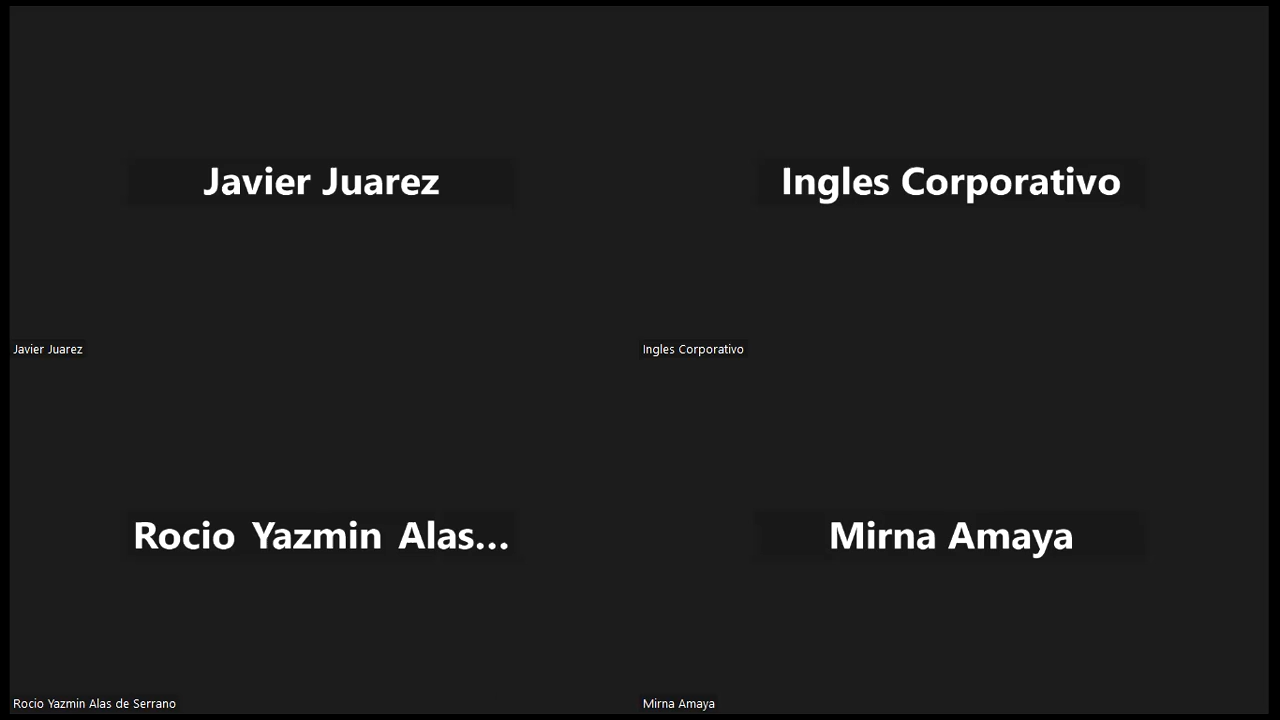 Javier Juarez
Ingles Corporativo
Javier Juarez
Ingles Corporativo
Rocio Yazmin Alas...
Mirna Amaya
Rocio Yazmin Alas de Serrano
Mirna Amaya